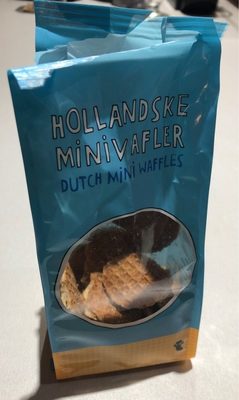 HOLLANDSKE
MiNiVAFLER
DUTCH MiNi WAFFLES